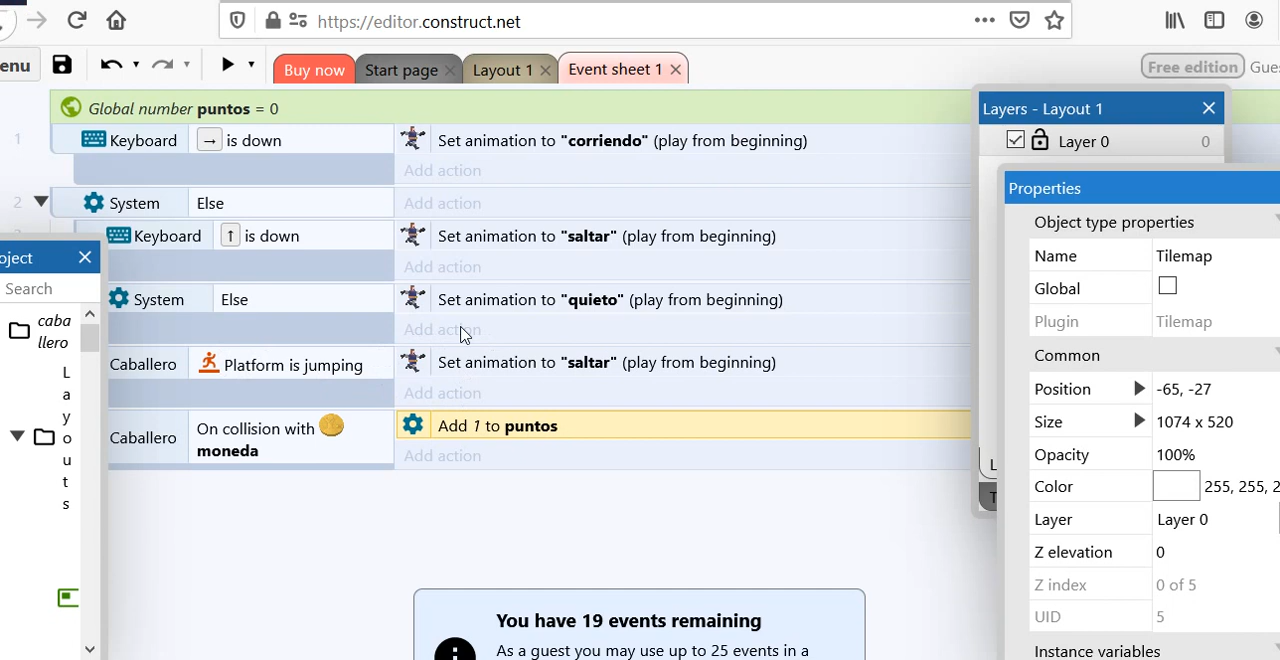 https://editor.construct.net
enu
Buy now
Start page
Layout 1
Event sheet 1
Free edition
Gue
Global number puntos = 0
1
Keyboard
→ is down
Set animation to "corriendo" (play from beginning)
Add action
2
System
Else
Add action
Keyboard
↑ is down
Set animation to "saltar" (play from beginning)
Add action
System
Else
Set animation to "quieto" (play from beginning)
Add action
Caballero
Platform is jumping
Set animation to "saltar" (play from beginning)
Add action
Caballero
On collision with
moneda
Add 1 to puntos
Add action
You have 19 events remaining
As a guest you may use up to 25 events in a
oject
Search
caba
llero
L
a
y
o
u
t
s
Layers - Layout 1
Layer 0
0
L
T
Properties
Object type properties
Name
Tilemap
Global
Plugin
Tilemap
Common
Position
-65, -27
Size
1074 x 520
Opacity
100%
Color
255, 255, 2
Layer
Layer 0
Z elevation
0
Z index
0 of 5
UID
5
Instance variables